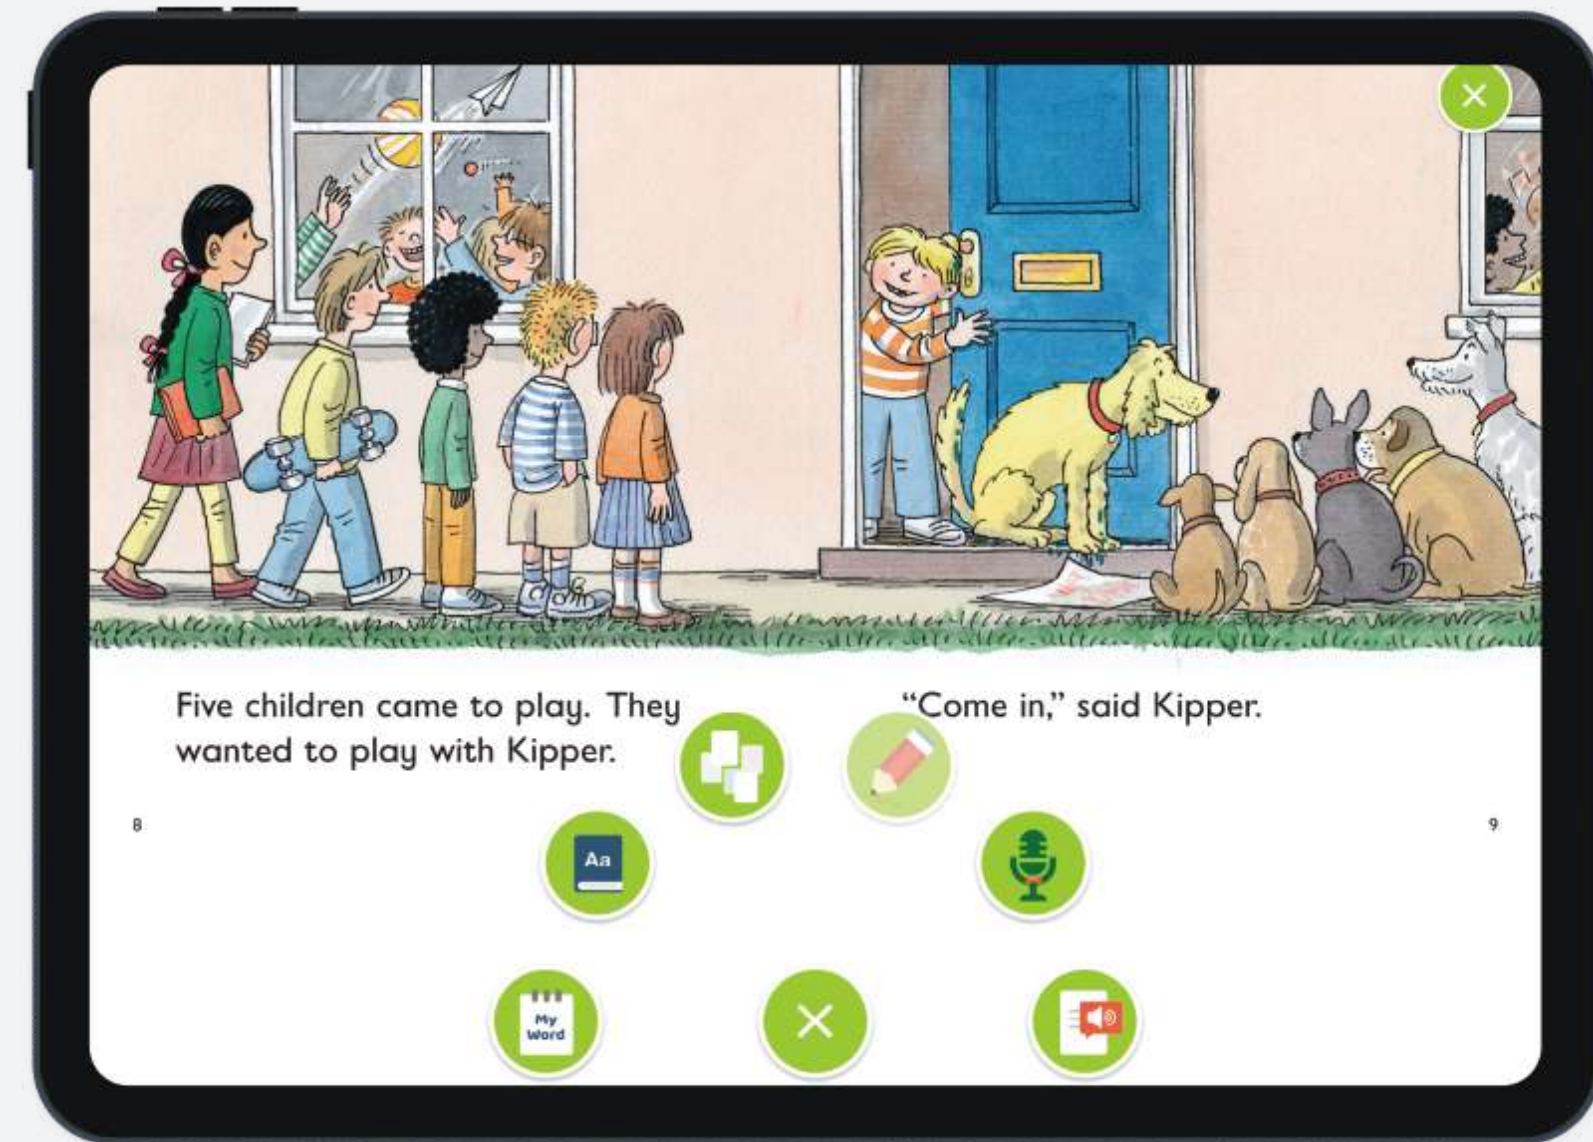 Five children came to play. They
wanted to play with Kipper.
“Come in,” said Kipper.
8
9
Aa
My
Word